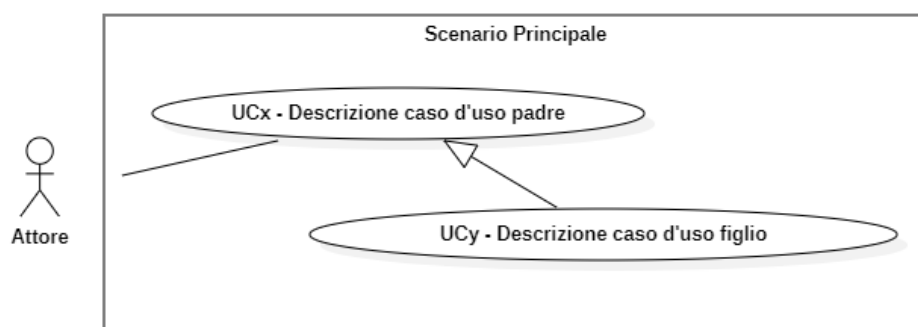 Scenario Principale
UCx - Descrizione caso d'uso padre
Attore
UCy - Descrizione caso d'uso figlio